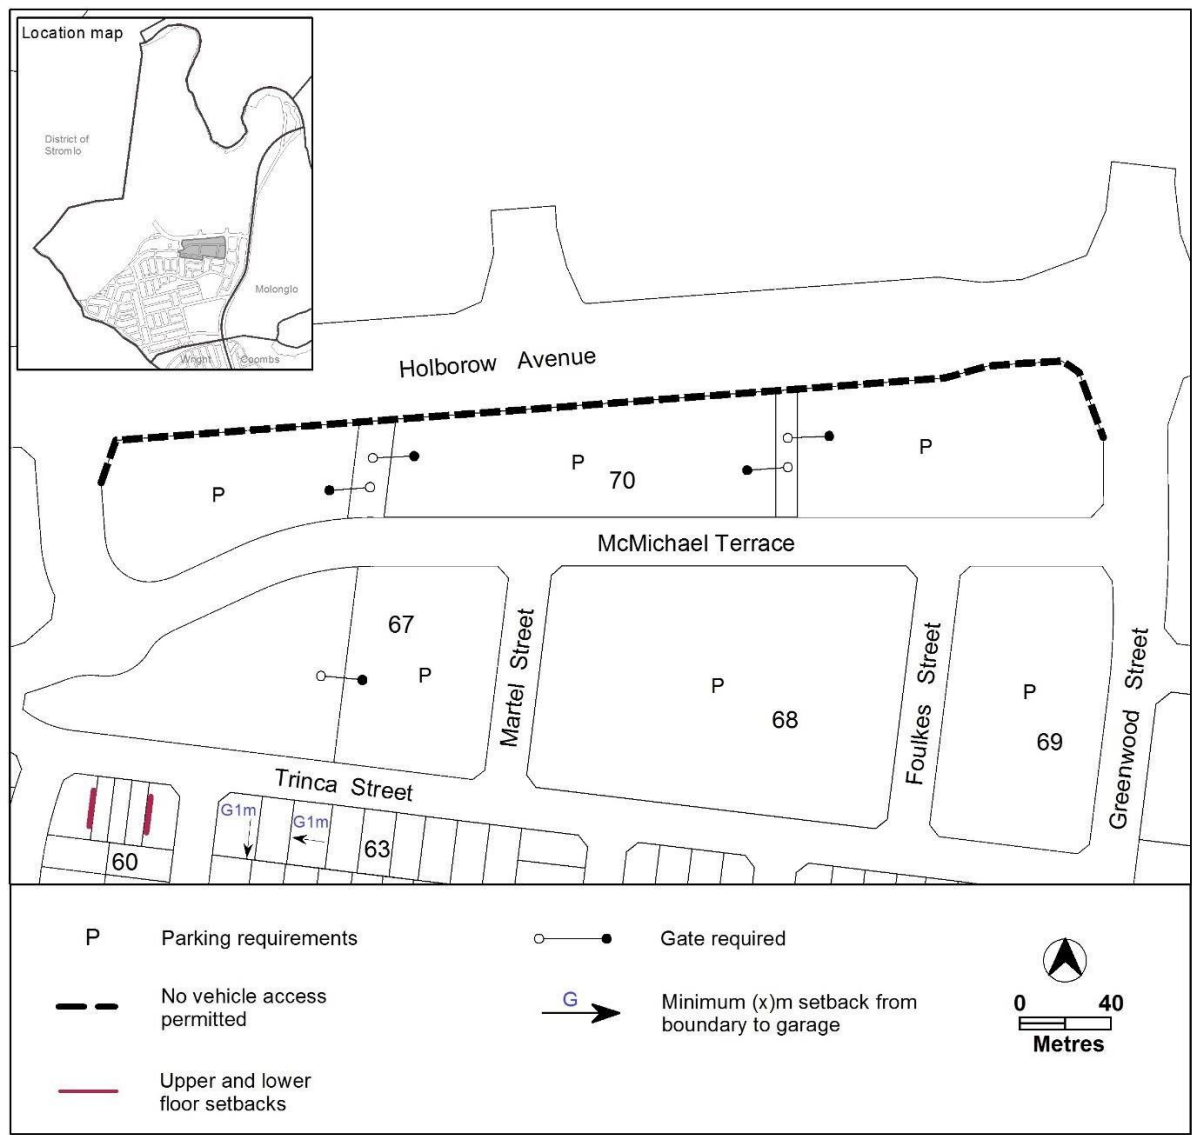 Location map
District of
Stromlo
Molonglo
Wright
Coombs
Holborow Avenue
P
P
70
P
McMichael Terrace
67
P
Martel Street
P
68
Foulkes Street
P
69
Greenwood Street
Trinca Street
G1m
G1m
60
63
P Parking requirements
Gate required
No vehicle access
permitted
G
Minimum (x)m setback from
boundary to garage
Upper and lower
floor setbacks
0 40
Metres